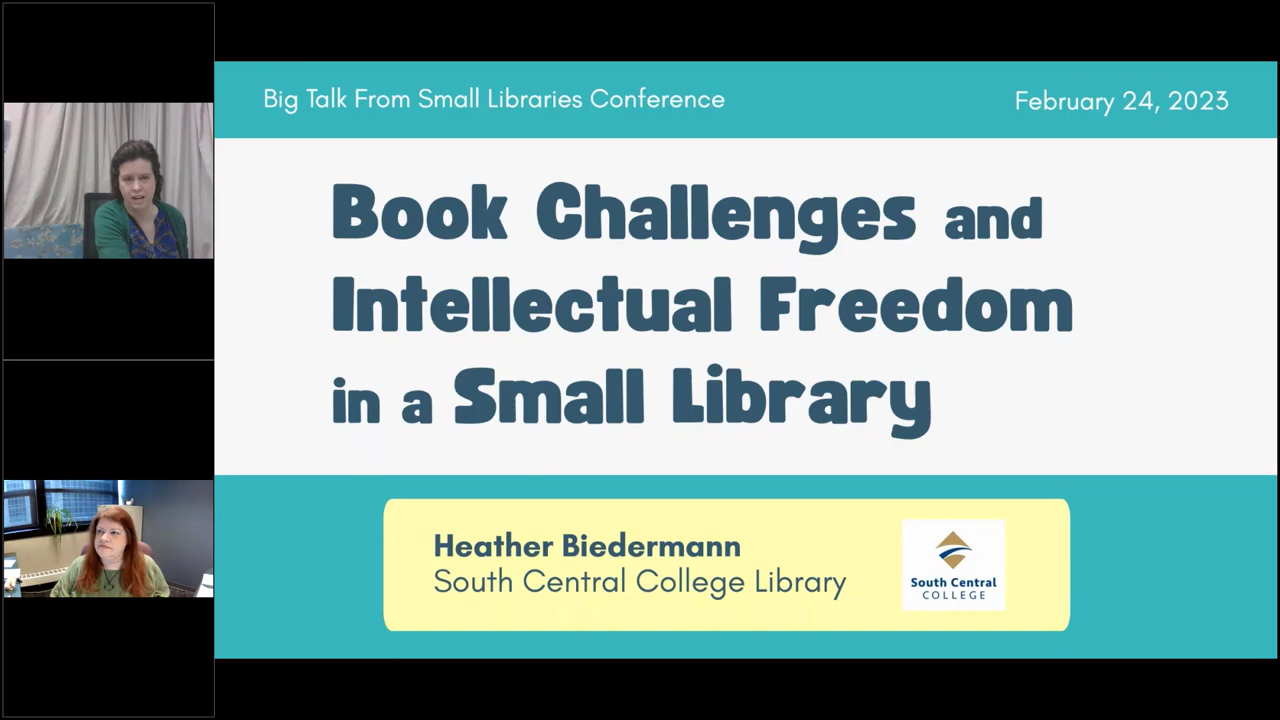 Big Talk From Small Libraries Conference
February 24, 2023
Book Challenges and
Intellectual Freedom
in a Small Library
Heather Biedermann
South Central College Library
South Central
COLLEGE